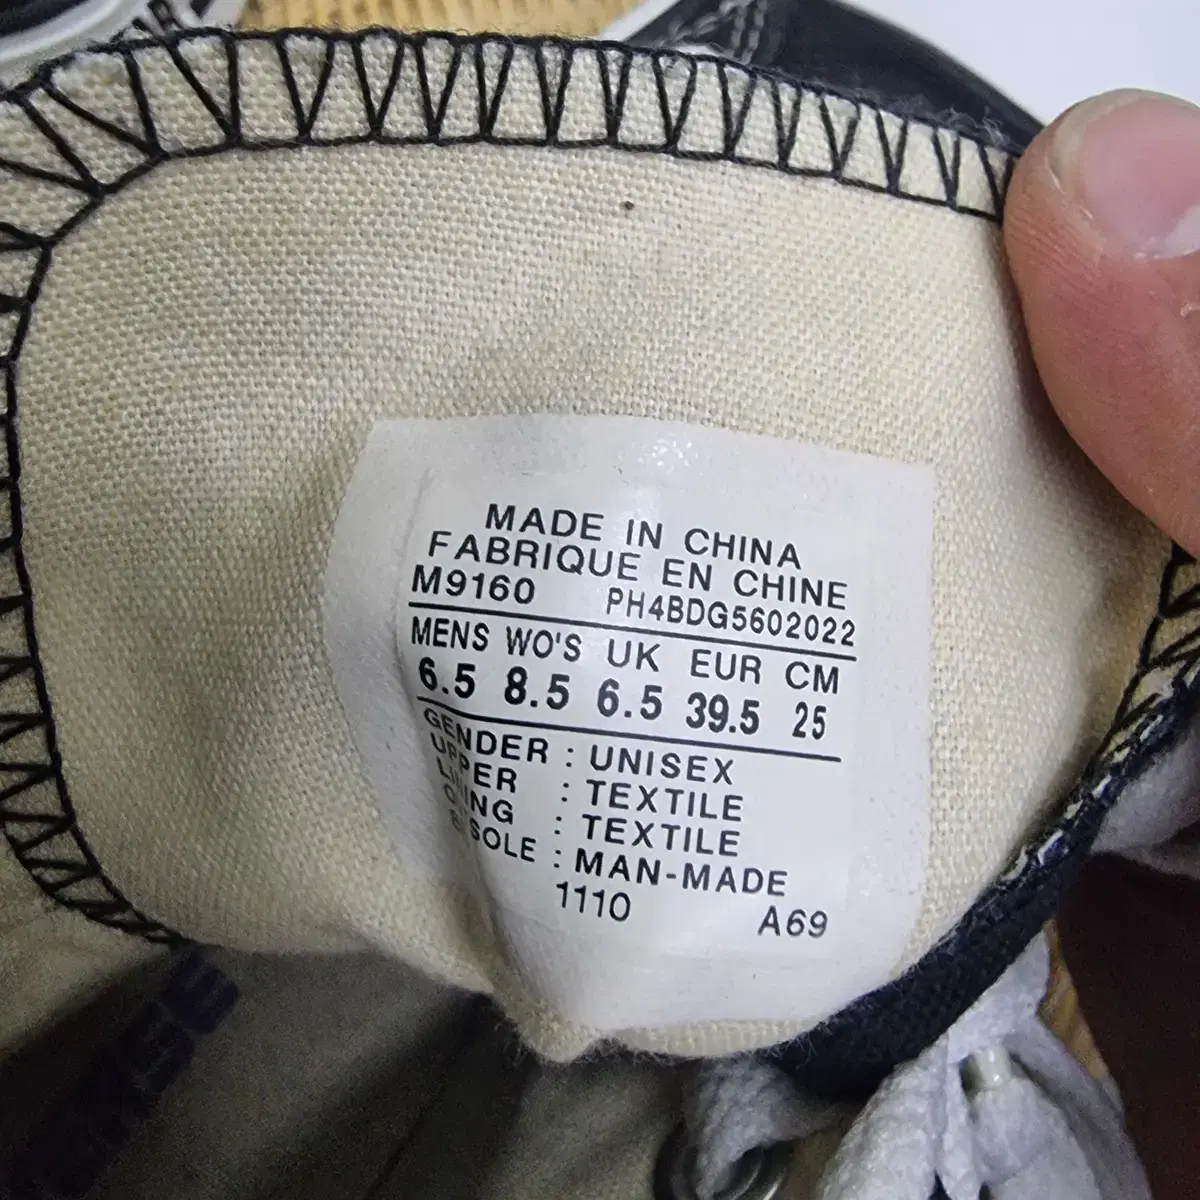 MADE IN CHINA
FABRIQUE EN CHINE
M9160 PH4BDG5602022
MENS WO'S UK EUR CM
6.5 8.5 6.5 39.5 25
GENDER : UNISEX
UPPER : TEXTILE
: TEXTILE
: MAN-MADE
1110 A69